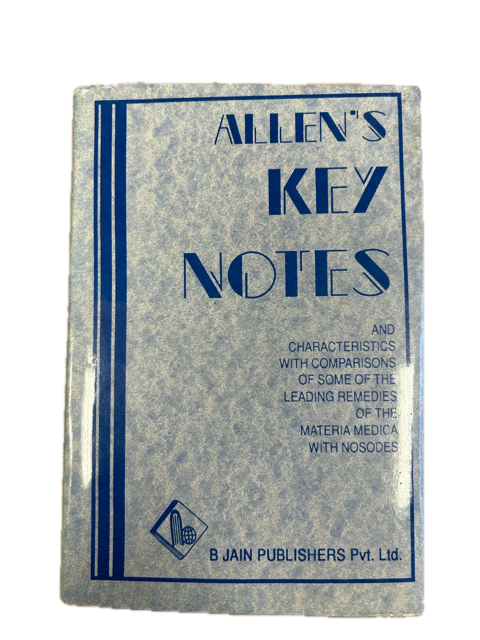 ALLEN'S
KEY
NOTES
AND
CHARACTERISTICS
WITH COMPARISONS
OF SOME OF THE
LEADING REMEDIES
OF THE
MATERIA MEDICA
WITH NOSODES
B JAIN PUBLISHERS Pvt. Ltd.